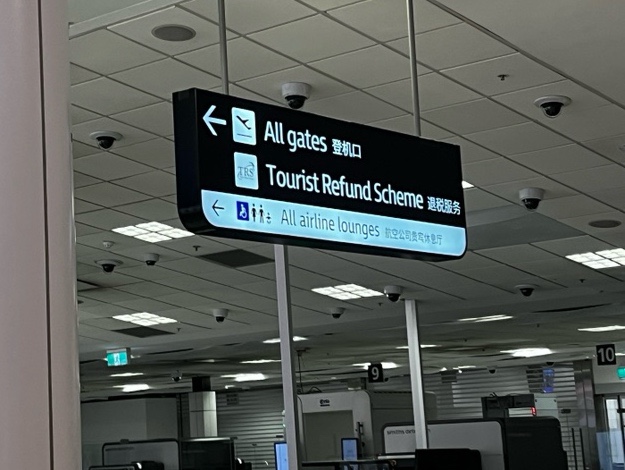 All gates 登机口
TRS
Tourist Refund Scheme 退税服务
All airline lounges 航空公司贵宾休息厅
9
10